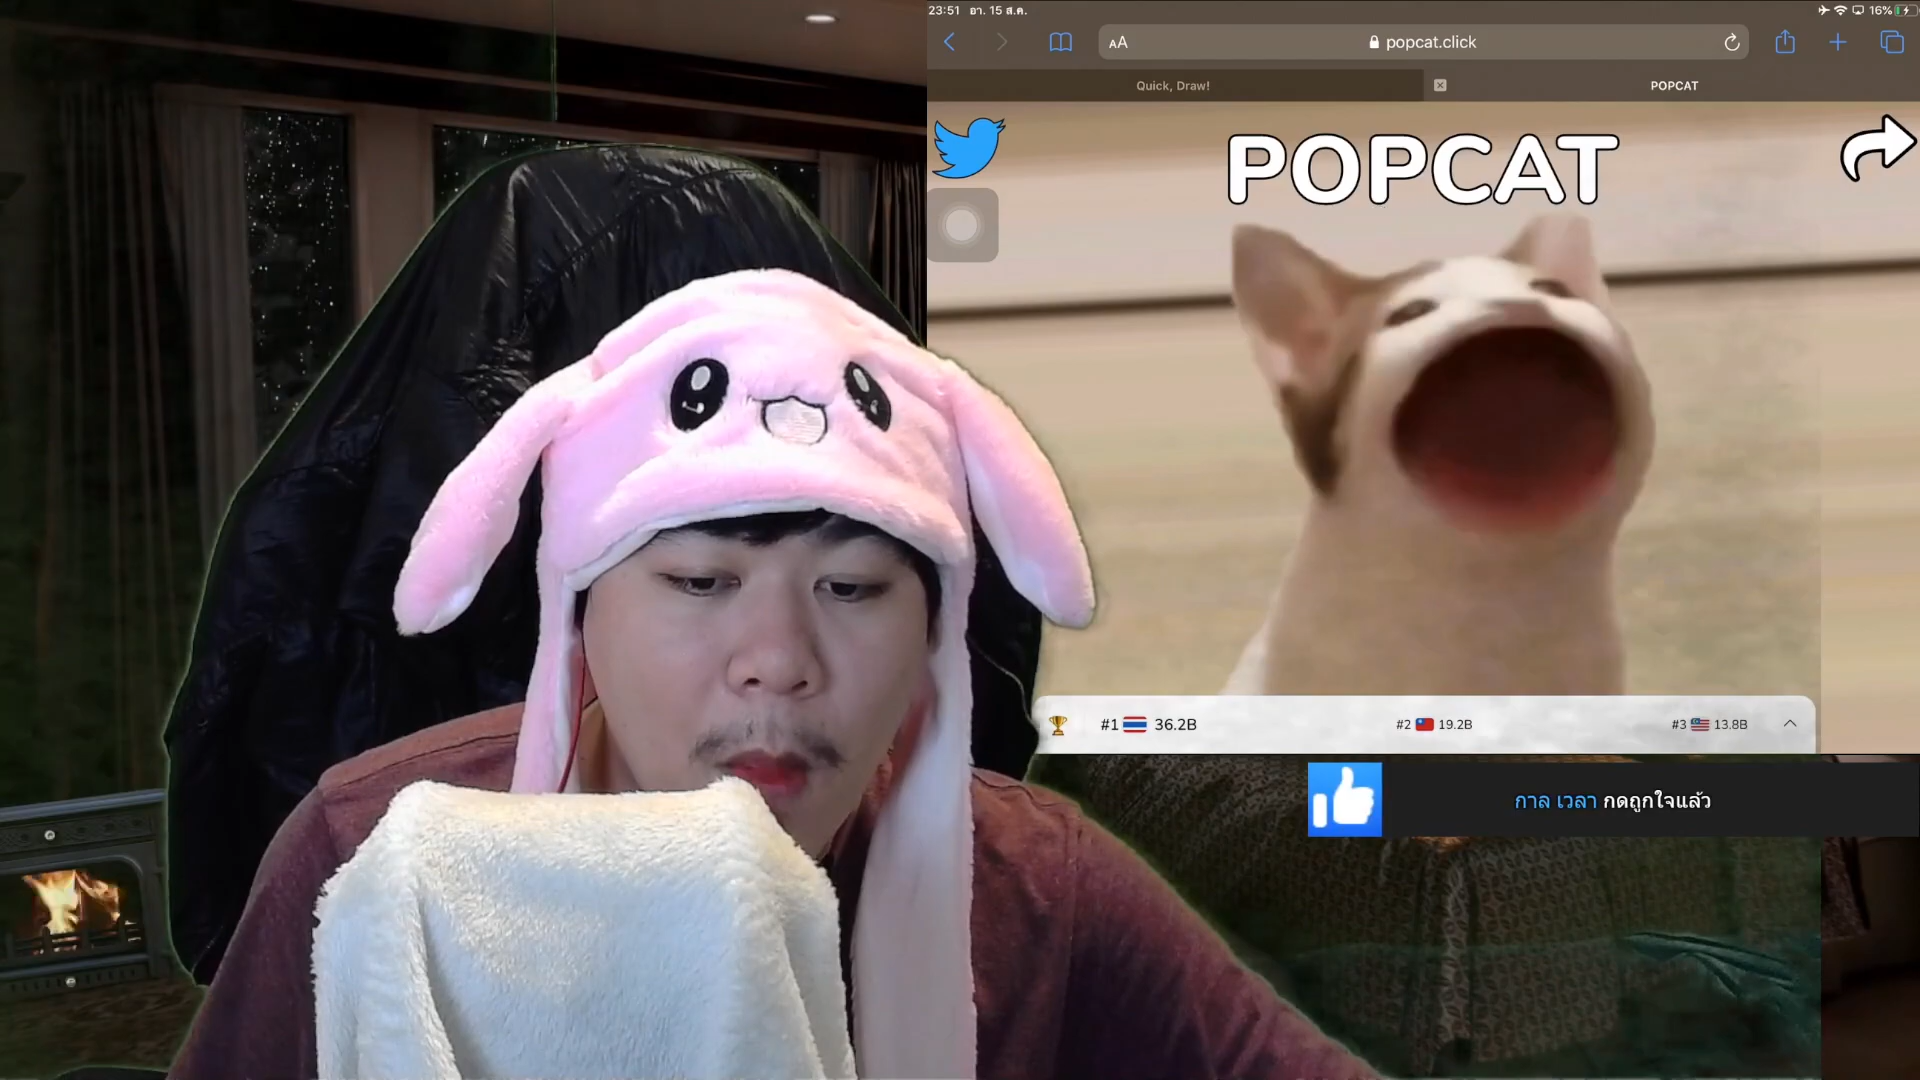 23:51 อา. 15 ส.ค.
16%
AA
popcat.click
Quick, Draw!
POPCAT
POPCAT
#1 36.2B
#2 19.2B
#3 13.8B
กาล เวลา กดถูกใจแล้ว